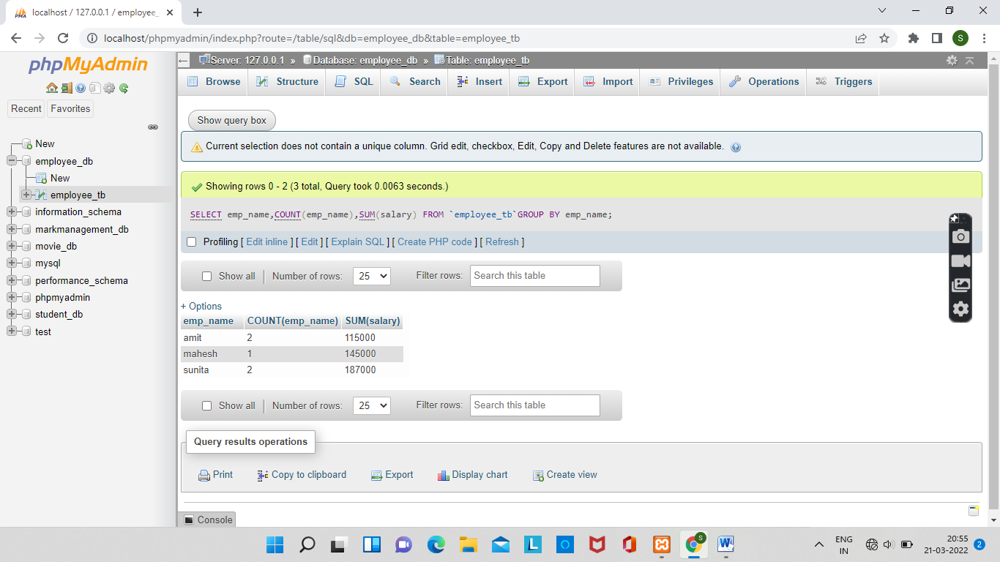 localhost / 127.0.0.1 / employee_
localhost/phpmyadmin/index.php?route=/table/sql&db=employee_db&table=employee_tb
S
phpMyAdmin
Recent Favorites
New
employee_db
New
employee_tb
information_schema
markmanagement_db
movie_db
mysql
performance_schema
phpmyadmin
student_db
test
Server: 127.0.0.1 » Database: employee_db » Table: employee_tb
Browse Structure SQL Search Insert Export Import Privileges Operations Triggers
Show query box
Current selection does not contain a unique column. Grid edit, checkbox, Edit, Copy and Delete features are not available.
Showing rows 0 - 2 (3 total, Query took 0.0063 seconds.)
SELECT emp_name,COUNT(emp_name),SUM(salary) FROM `employee_tb`GROUP BY emp_name;
Profiling [ Edit inline ] [ Edit ] [ Explain SQL ] [ Create PHP code ] [ Refresh ]
Show all | Number of rows: 25 Filter rows: Search this table
+ Options
emp_name COUNT(emp_name) SUM(salary)
amit 2 115000
mahesh 1 145000
sunita 2 187000
Show all | Number of rows: 25 Filter rows: Search this table
Query results operations
Print Copy to clipboard Export Display chart Create view
Console
L
S
W
ENG
IN
20:55
21-03-2022
2